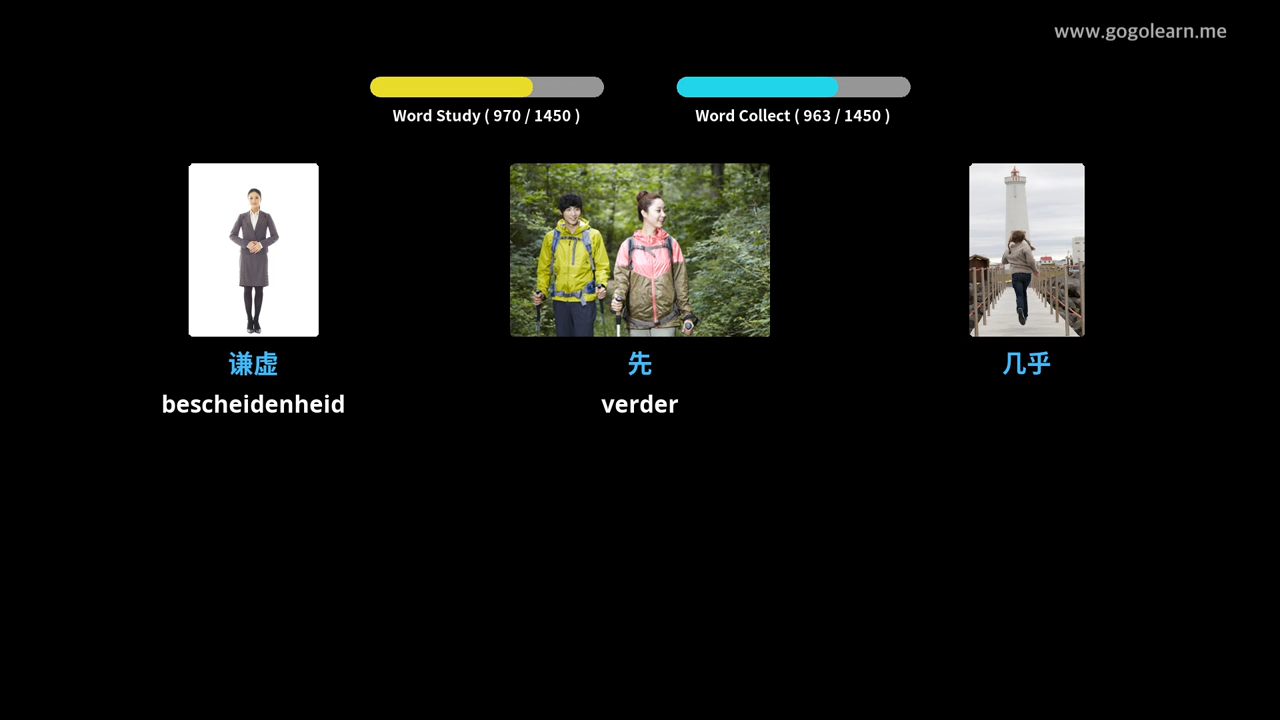 www.gogolearn.me
Word Study ( 970 / 1450 )
Word Collect ( 963 / 1450 )
谦虚
先
几乎
bescheidenheid
verder